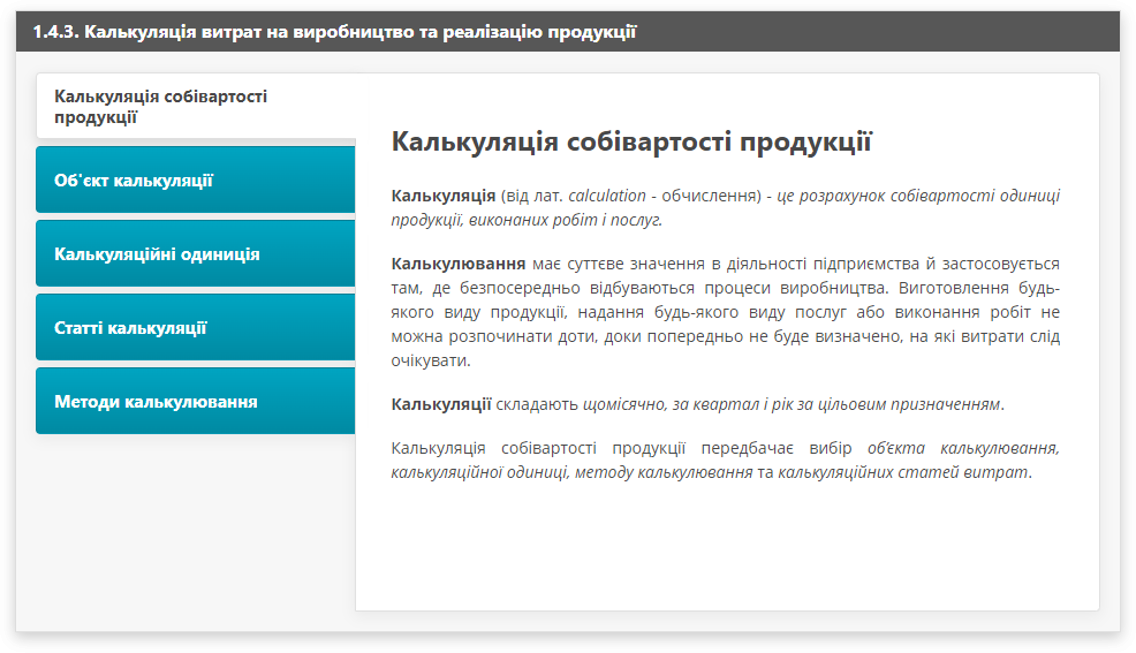 1.4.3. Калькуляція витрат на виробництво та реалізацію продукції
Калькуляція собівартості
продукції
Об'єкт калькуляції
Калькуляційні одиниція
Статті калькуляції
Методи калькулювання
Калькуляція собівартості продукції
Калькуляція (від лат. calculation - обчислення) - це розрахунок собівартості одиниці
продукції, виконаних робіт і послуг.
Калькулювання має суттєве значення в діяльності підприємства й застосовується
там, де безпосередньо відбуваються процеси виробництва. Виготовлення будь-
якого виду продукції, надання будь-якого виду послуг або виконання робіт не
можна розпочинати доти, доки попередньо не буде визначено, на які витрати слід
очікувати.
Калькуляції складають щомісячно, за квартал і рік за цільовим призначенням.
Калькуляція собівартості продукції передбачає вибір об'єкта калькулювання,
калькуляційної одиниці, методу калькулювання та калькуляційних статей витрат.